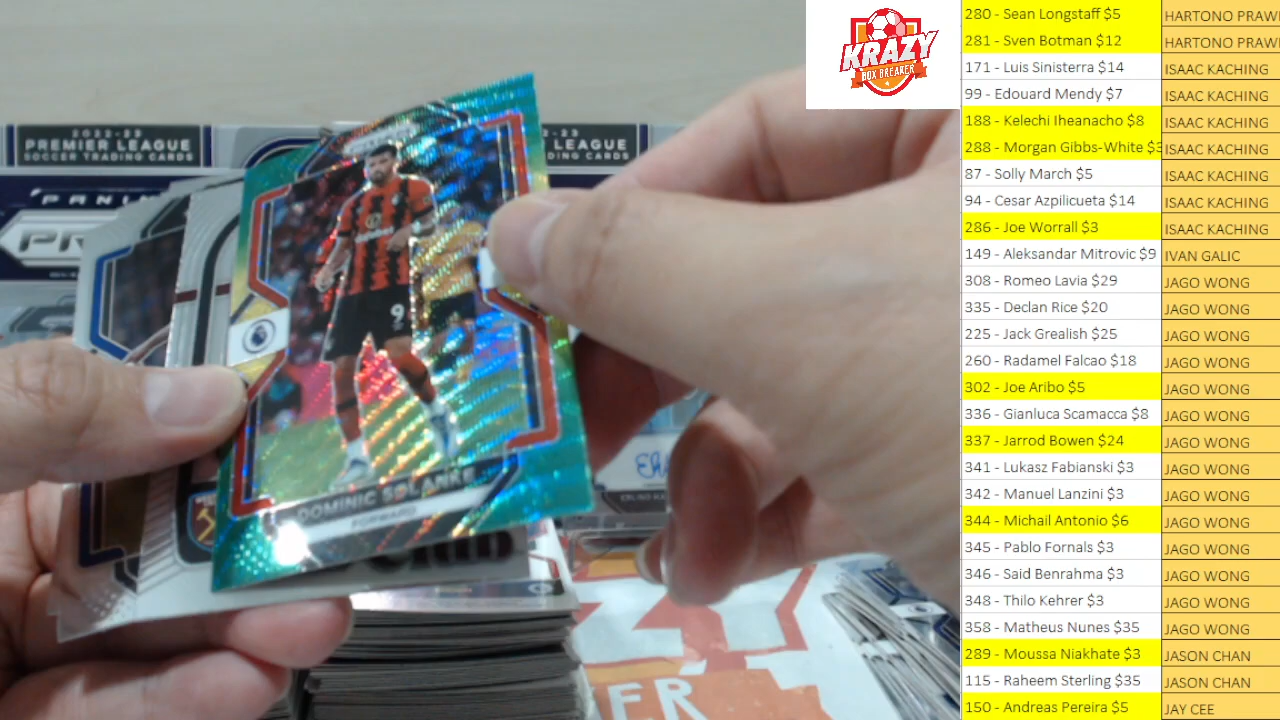 KRAZY
BOX BREAKER
2022-23
PREMIER LEAGUE
SOCCER TRADING CARDS
PANINI
DOMINIC SOLANKE
FORWARD
9
280 - Sean Longstaff $5 HARTONO PRAWI
281 - Sven Botman $12 HARTONO PRAWI
171 - Luis Sinisterra $14 ISAAC KACHING
99 - Edouard Mendy $7 ISAAC KACHING
188 - Kelechi Iheanacho $8 ISAAC KACHING
288 - Morgan Gibbs-White $3 ISAAC KACHING
87 - Solly March $5 ISAAC KACHING
94 - Cesar Azpilicueta $14 ISAAC KACHING
286 - Joe Worrall $3 ISAAC KACHING
149 - Aleksandar Mitrovic $9 IVAN GALIC
308 - Romeo Lavia $29 JAGO WONG
335 - Declan Rice $20 JAGO WONG
225 - Jack Grealish $25 JAGO WONG
260 - Radamel Falcao $18 JAGO WONG
302 - Joe Aribo $5 JAGO WONG
336 - Gianluca Scamacca $8 JAGO WONG
337 - Jarrod Bowen $24 JAGO WONG
341 - Lukasz Fabianski $3 JAGO WONG
342 - Manuel Lanzini $3 JAGO WONG
344 - Michail Antonio $6 JAGO WONG
345 - Pablo Fornals $3 JAGO WONG
346 - Said Benrahma $3 JAGO WONG
348 - Thilo Kehrer $3 JAGO WONG
358 - Matheus Nunes $35 JAGO WONG
289 - Moussa Niakhate $3 JASON CHAN
115 - Raheem Sterling $35 JASON CHAN
150 - Andreas Pereira $5 JAY CEE